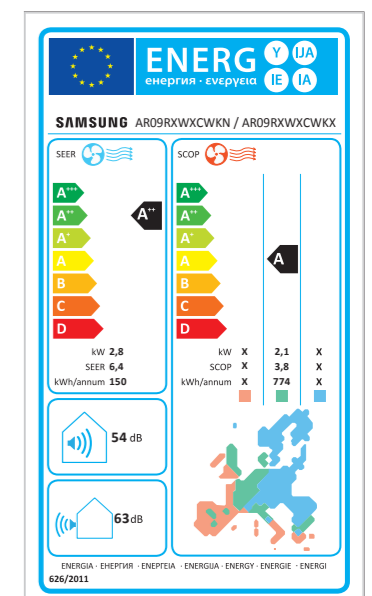 ENERG
енергия · ενεργεια
Y IJA
IE IA
SAMSUNG AR09RXWXCWKN / AR09RXWXCWKX
SEER
A+++
A++
A+
A
B
C
D
A++
kW 2,8
SEER 6,4
kWh/annum 150
SCOP
A+++
A++
A+
A
B
C
D
A
kW X 2,1 X
SCOP X 3,8 X
kWh/annum X 774 X
54 dB
63 dB
ENERGIA · ЕНЕРГИЯ · ΕΝΕΡΓΕΙΑ · ENERGIJA · ENERGY · ENERGIE · ENERGI
626/2011